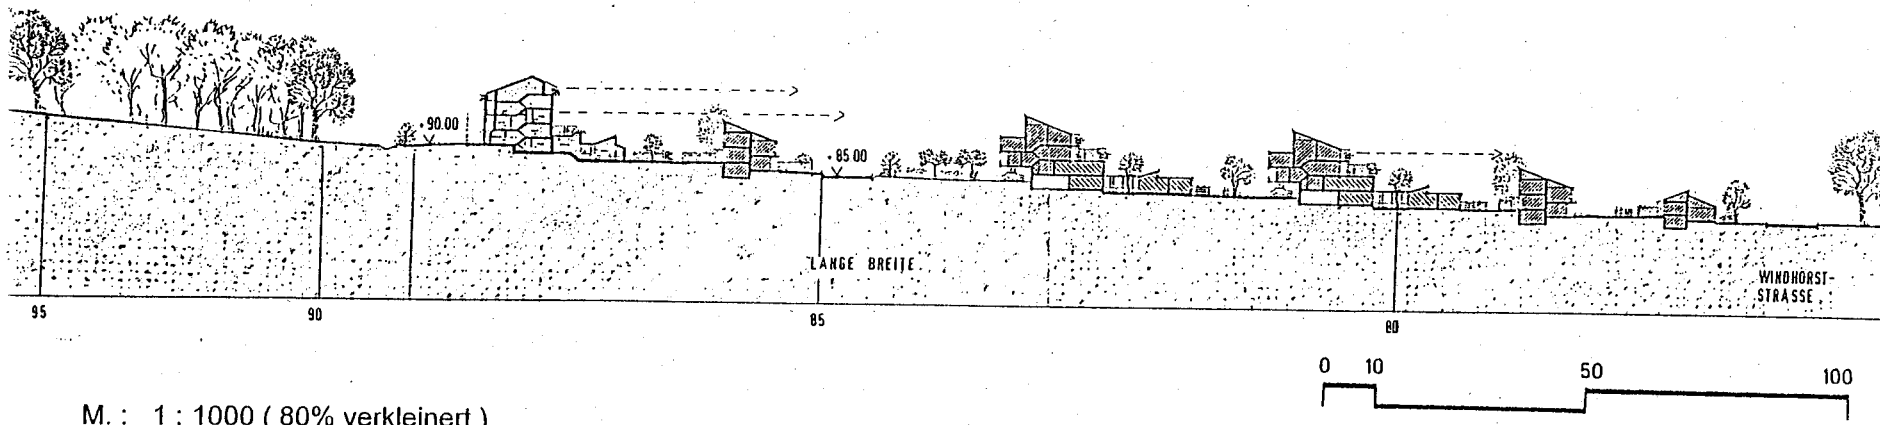 90.00
85.00
LANGE BREITE
WINDHORST-
STRASSE
95
90
85
80
0 10 50 100
M. : 1 : 1000 ( 80% verkleinert )